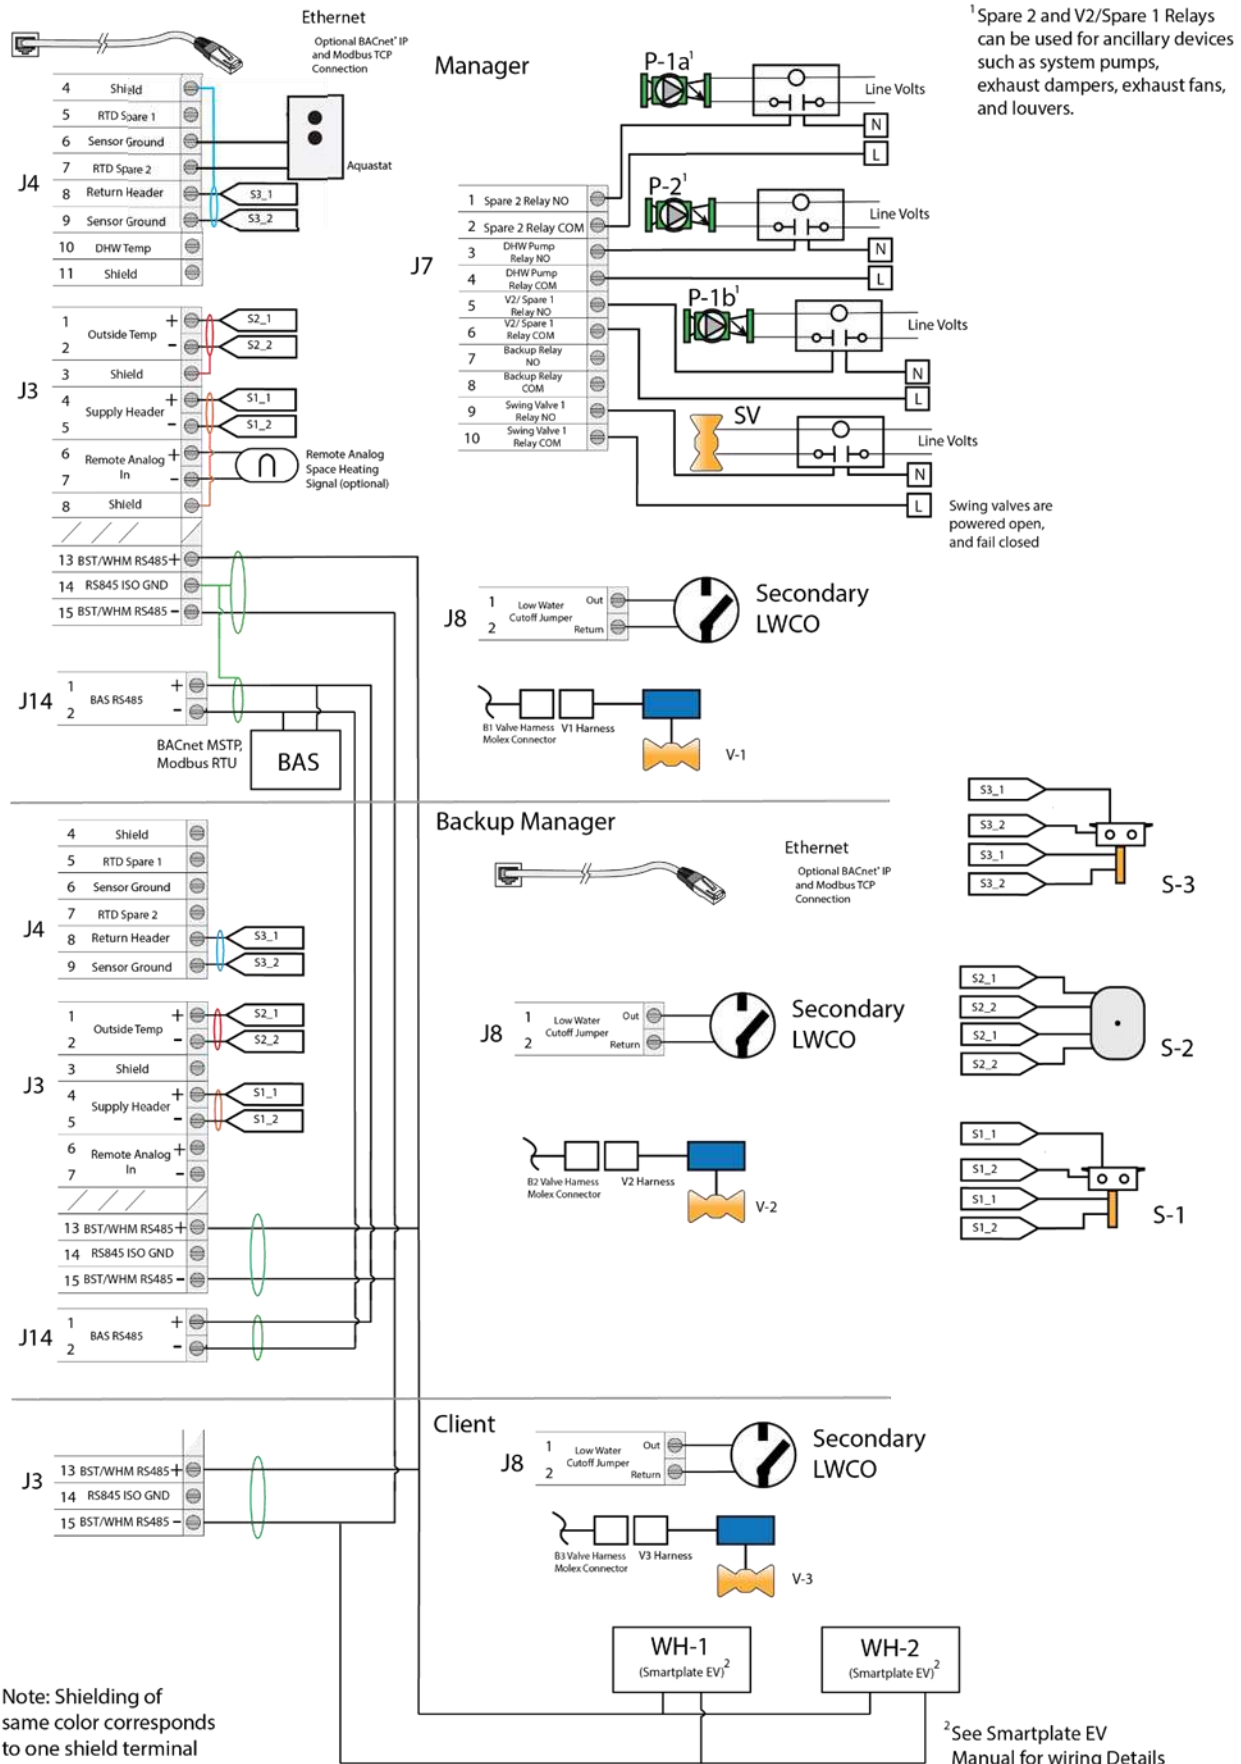 Ethernet
Optional BACnet® IP
and Modbus TCP
Connection
1 Spare 2 and V2/Spare 1 Relays
can be used for ancillary devices
such as system pumps,
exhaust dampers, exhaust fans,
and louvers.
Manager
J4
4 Shield
5 RTD Spare 1
6 Sensor Ground
7 RTD Spare 2
8 Return Header
9 Sensor Ground
10 DHW Temp
11 Shield
Aquastat
S3_1
S3_2
J3
1 Outside Temp +
2 −
3 Shield
4 Supply Header +
5 −
6 Remote Analog In +
7 −
8 Shield
S2_1
S2_2
S1_1
S1_2
Remote Analog
Space Heating
Signal (optional)
13 BST/WHM RS485 +
14 RS845 ISO GND
15 BST/WHM RS485 −
J14
1 BAS RS485 +
2 −
BACnet MSTP,
Modbus RTU
BAS
J7
1 Spare 2 Relay NO
2 Spare 2 Relay COM
3 DHW Pump Relay NO
4 DHW Pump Relay COM
5 V2/ Spare 1 Relay NO
6 V2/ Spare 1 Relay COM
7 Backup Relay NO
8 Backup Relay COM
9 Swing Valve 1 Relay NO
10 Swing Valve 1 Relay COM
P-1a1
Line Volts
N
L
P-21
Line Volts
N
L
P-1b1
Line Volts
N
L
SV
Line Volts
N
L
Swing valves are
powered open,
and fail closed
J8
1 Low Water Cutoff Jumper Out
2 Return
Secondary
LWCO
B1 Valve Harness
Molex Connector
V1 Harness
V-1
Backup Manager
Ethernet
Optional BACnet® IP
and Modbus TCP
Connection
J4
4 Shield
5 RTD Spare 1
6 Sensor Ground
7 RTD Spare 2
8 Return Header
9 Sensor Ground
S3_1
S3_2
J3
1 Outside Temp +
2 −
3 Shield
4 Supply Header +
5 −
6 Remote Analog In +
7 −
S2_1
S2_2
S1_1
S1_2
13 BST/WHM RS485 +
14 RS845 ISO GND
15 BST/WHM RS485 −
J14
1 BAS RS485 +
2 −
J8
1 Low Water Cutoff Jumper Out
2 Return
Secondary
LWCO
B2 Valve Harness
Molex Connector
V2 Harness
V-2
S3_1
S3_2
S3_1
S3_2
S-3
S2_1
S2_2
S2_1
S2_2
S-2
S1_1
S1_2
S1_1
S1_2
S-1
Client
J3
13 BST/WHM RS485 +
14 RS845 ISO GND
15 BST/WHM RS485 −
J8
1 Low Water Cutoff Jumper Out
2 Return
Secondary
LWCO
B3 Valve Harness
Molex Connector
V3 Harness
V-3
WH-1
(Smartplate EV)2
WH-2
(Smartplate EV)2
Note: Shielding of
same color corresponds
to one shield terminal
2 See Smartplate EV
Manual for wiring Details